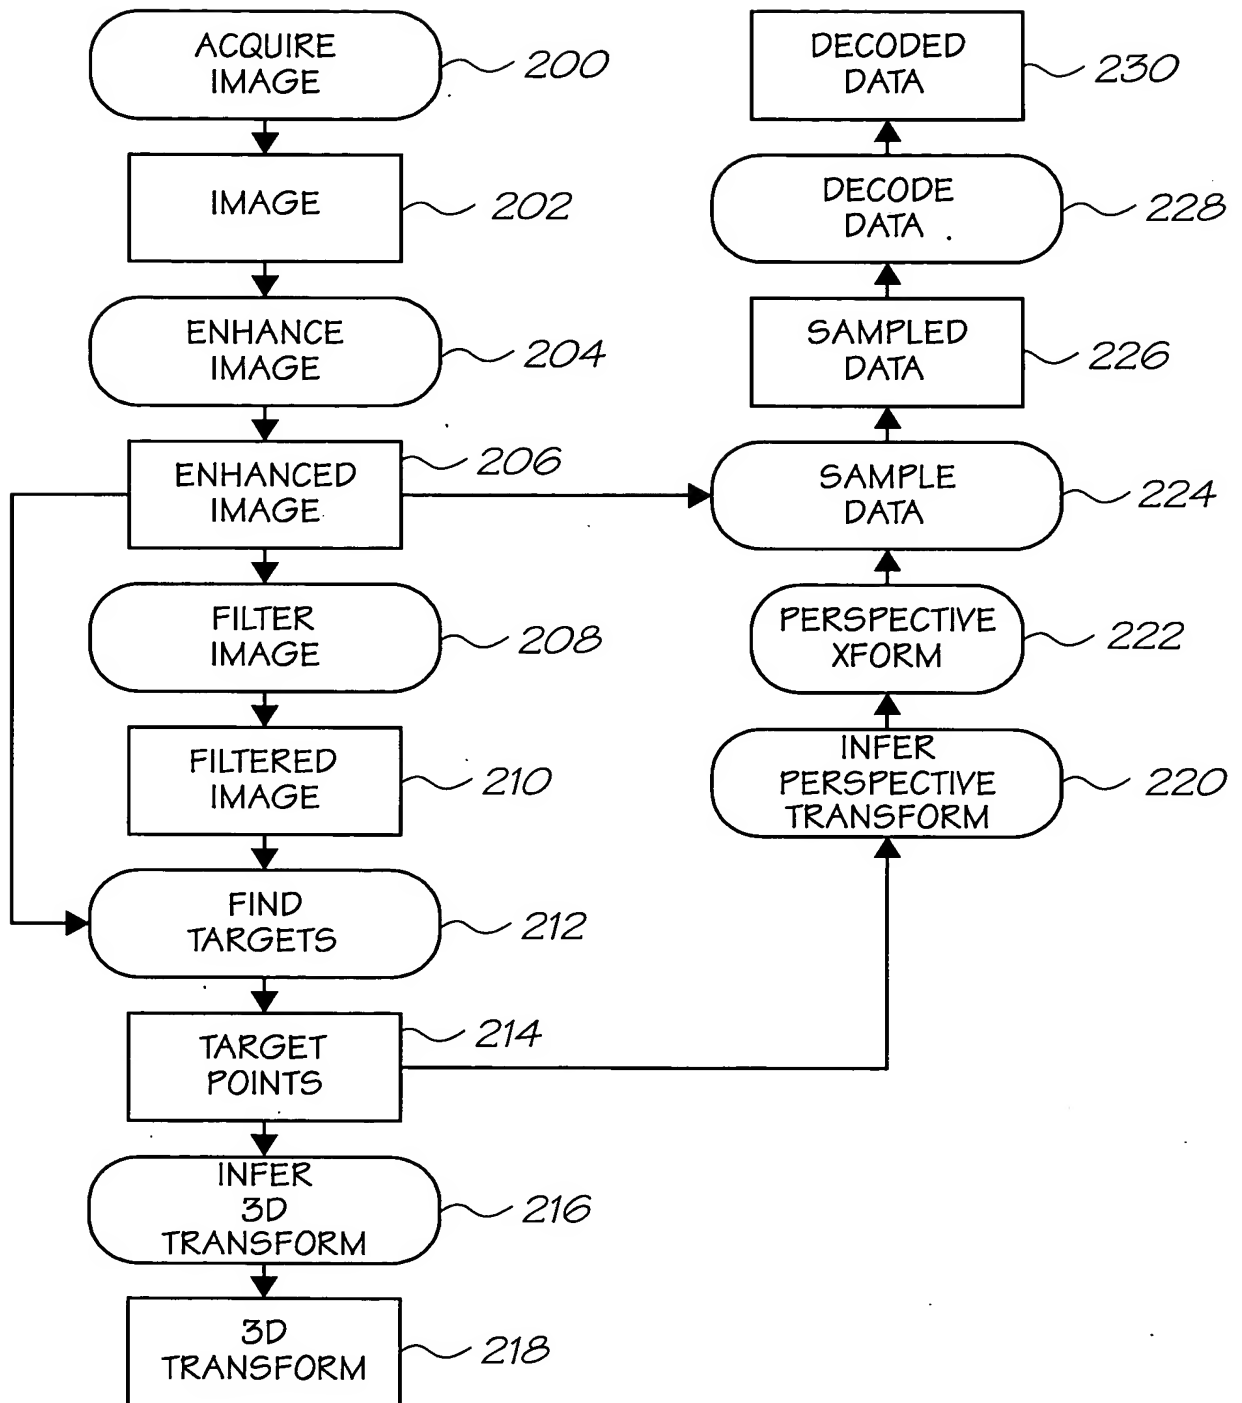 ACQUIRE
IMAGE
200
IMAGE
202
ENHANCE
IMAGE
204
ENHANCED
IMAGE
206
FILTER
IMAGE
208
FILTERED
IMAGE
210
FIND
TARGETS
212
TARGET
POINTS
214
INFER
3D
TRANSFORM
216
3D
TRANSFORM
218
DECODED
DATA
230
DECODE
DATA
228
SAMPLED
DATA
226
SAMPLE
DATA
224
PERSPECTIVE
XFORM
222
INFER
PERSPECTIVE
TRANSFORM
220